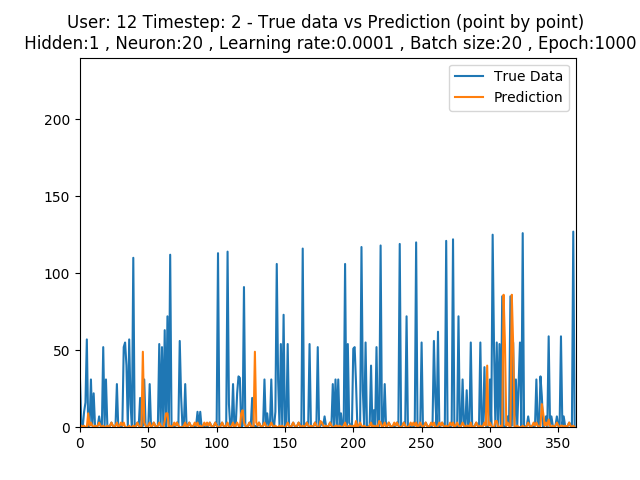 User: 12 Timestep: 2 - True data vs Prediction (point by point)
Hidden:1 , Neuron:20 , Learning rate:0.0001 , Batch size:20 , Epoch:1000
True Data
Prediction
200
150
100
50
0
0 50 100 150 200 250 300 350